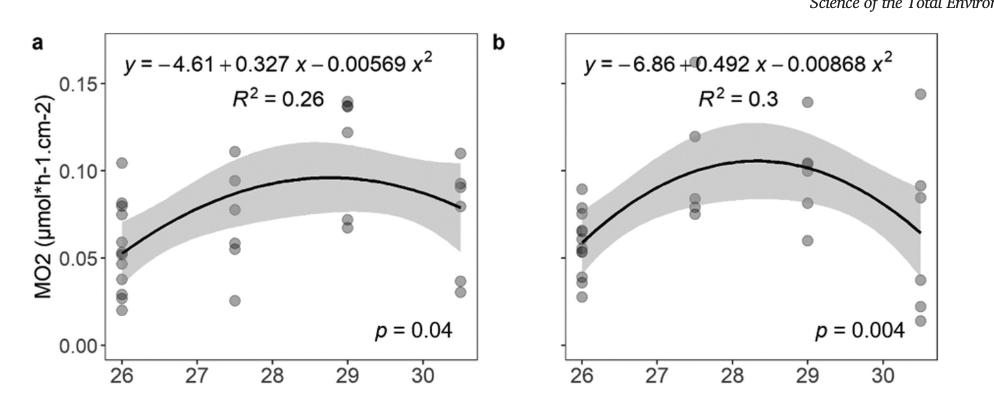 Science of the Total Environ
a
b
y = −4.61 + 0.327 x − 0.00569 x²
R² = 0.26
y = −6.86 + 0.492 x − 0.00868 x²
R² = 0.3
MO2 (µmol*h-1.cm-2)
0.15
0.10
0.05
0.00
p = 0.04
p = 0.004
26 27 28 29 30
26 27 28 29 30